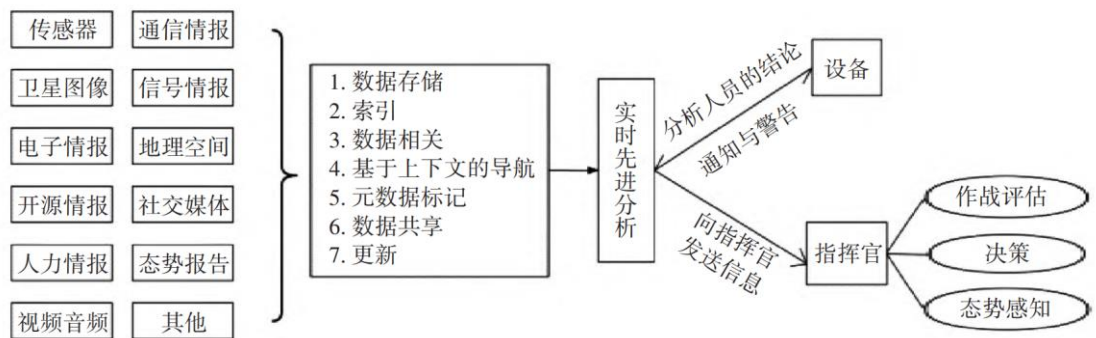 传感器
通信情报
卫星图像
信号情报
电子情报
地理空间
开源情报
社交媒体
人力情报
态势报告
视频音频
其他
1. 数据存储
2. 索引
3. 数据相关
4. 基于上下文的导航
5. 元数据标记
6. 数据共享
7. 更新
实时先进分析
分析人员的结论
通知与警告
设备
向指挥官
发送信息
指挥官
作战评估
决策
态势感知